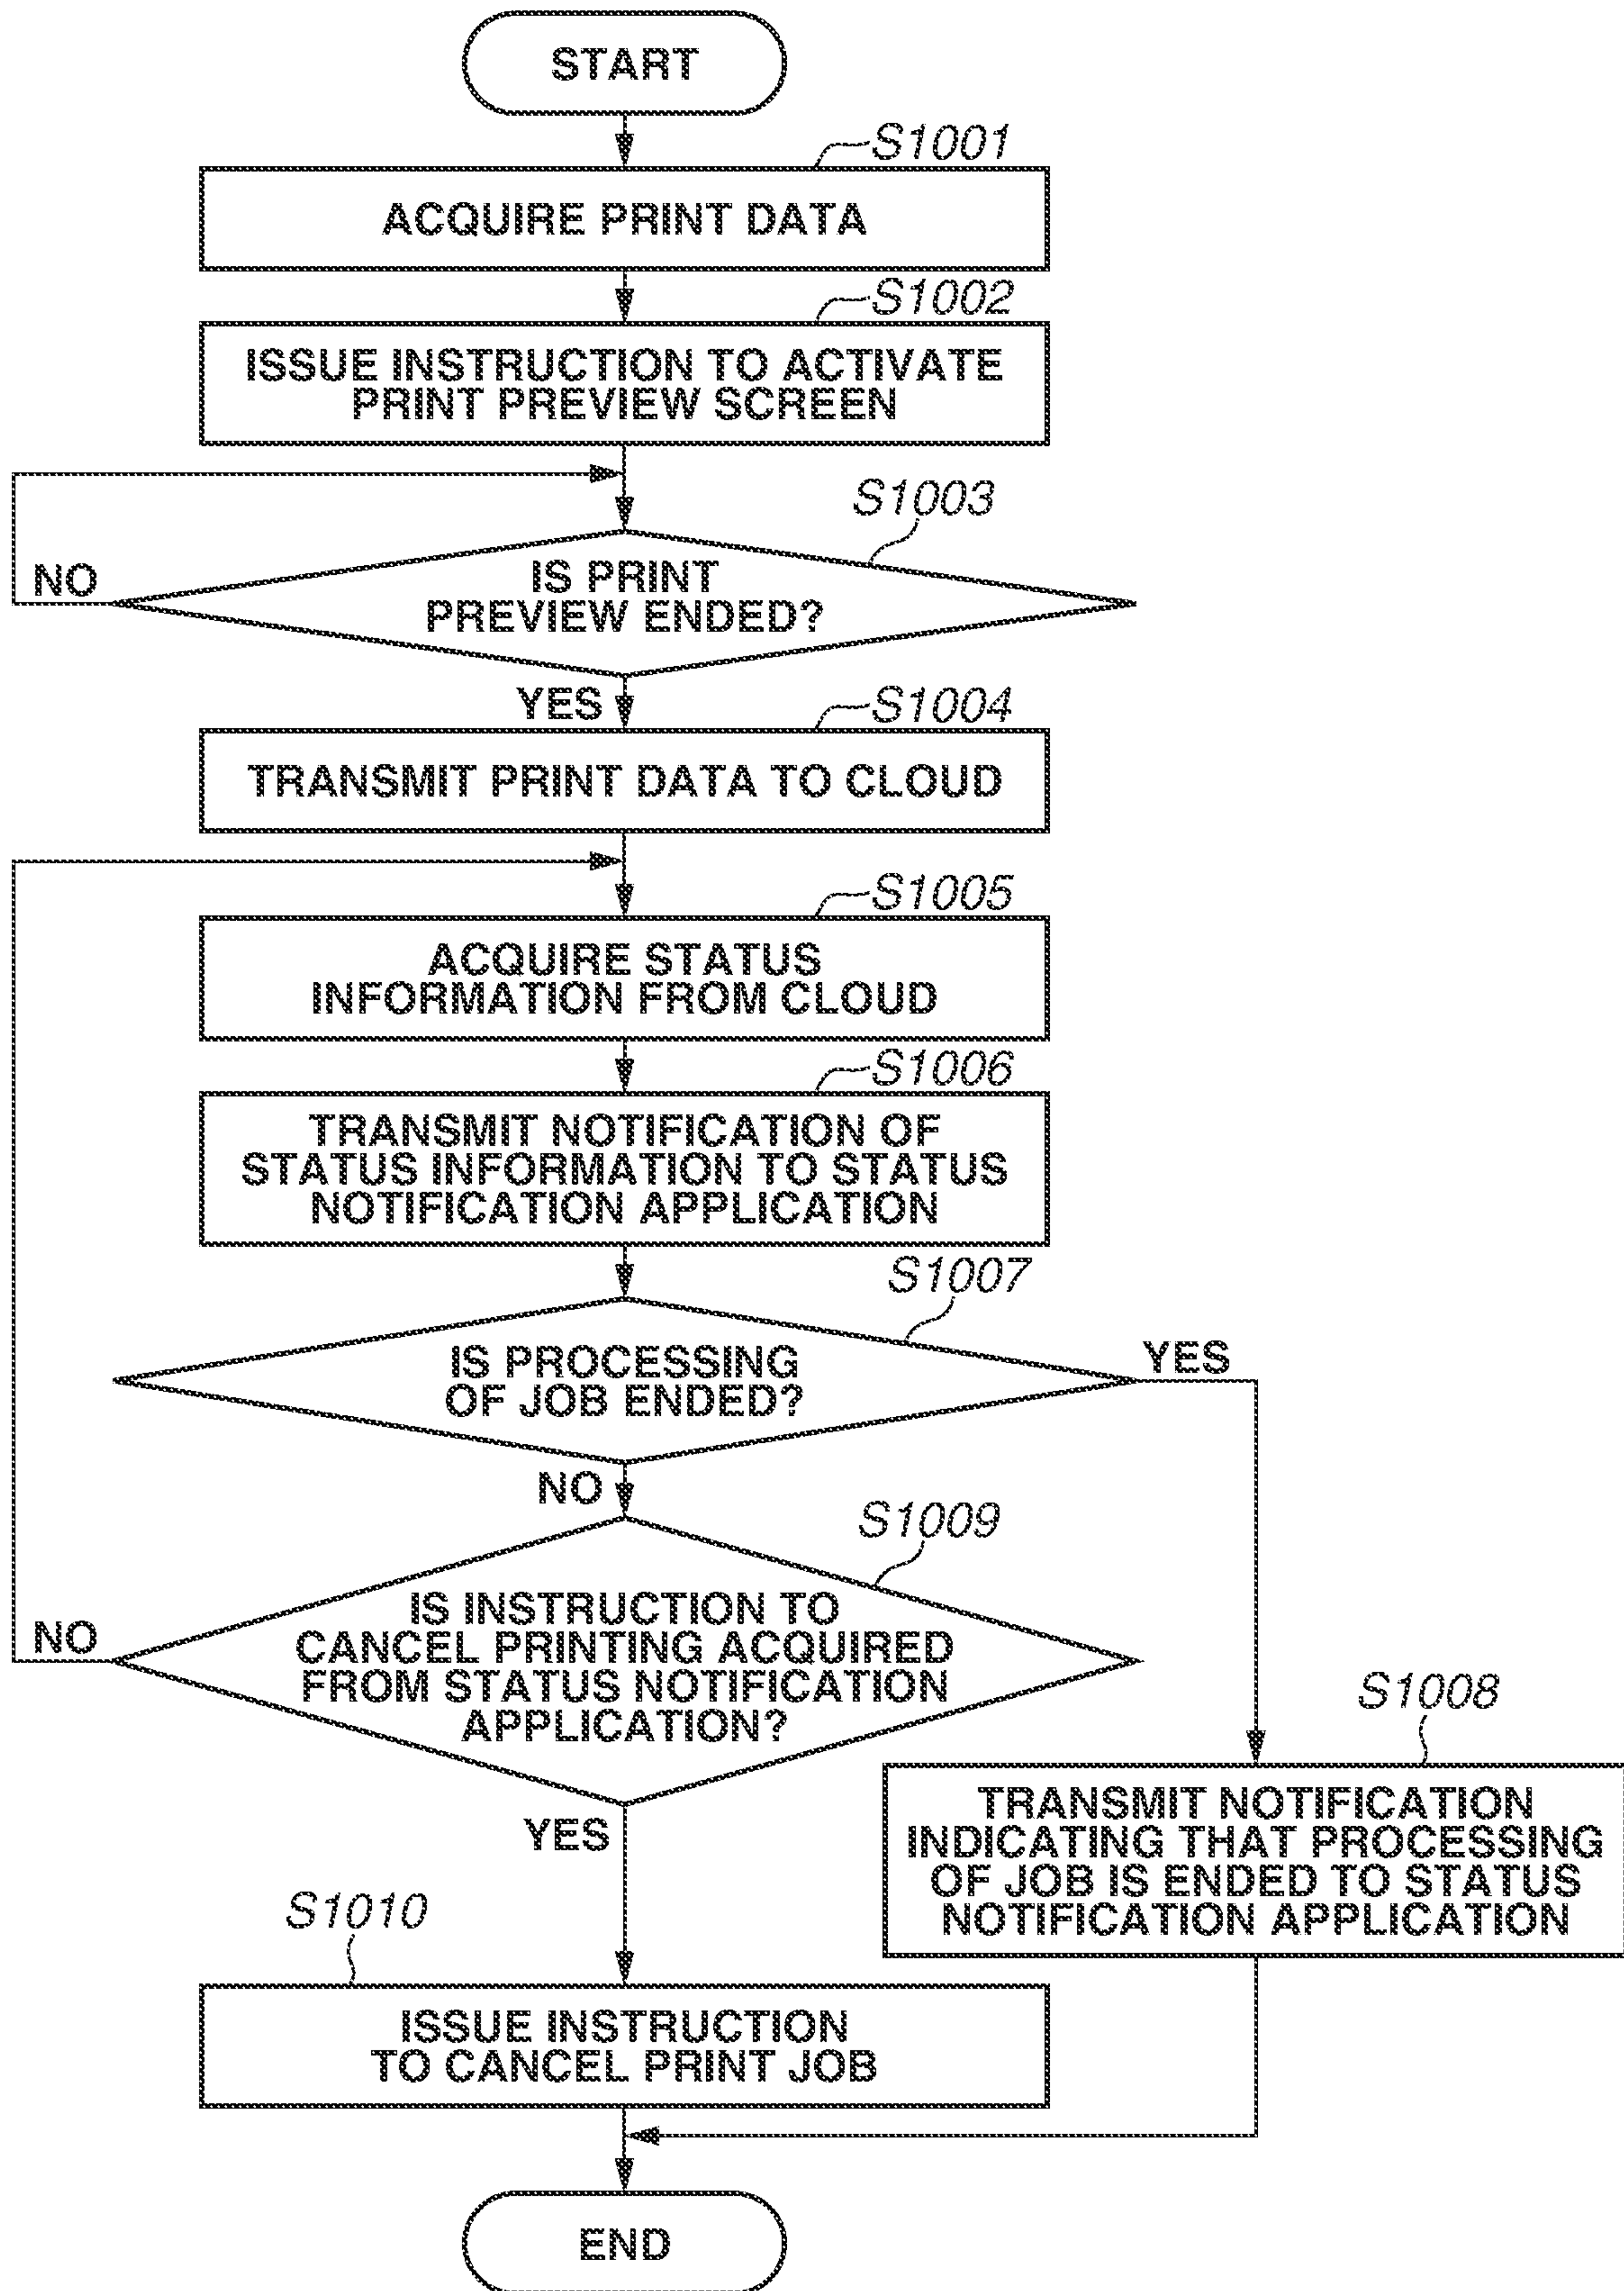 START
S1001
ACQUIRE PRINT DATA
S1002
ISSUE INSTRUCTION TO ACTIVATE
PRINT PREVIEW SCREEN
S1003
IS PRINT
PREVIEW ENDED?
NO
YES
S1004
TRANSMIT PRINT DATA TO CLOUD
S1005
ACQUIRE STATUS
INFORMATION FROM CLOUD
S1006
TRANSMIT NOTIFICATION OF
STATUS INFORMATION TO STATUS
NOTIFICATION APPLICATION
S1007
IS PROCESSING
OF JOB ENDED?
YES
NO
S1009
IS INSTRUCTION TO
CANCEL PRINTING ACQUIRED
FROM STATUS NOTIFICATION
APPLICATION?
NO
YES
S1008
TRANSMIT NOTIFICATION
INDICATING THAT PROCESSING
OF JOB IS ENDED TO STATUS
NOTIFICATION APPLICATION
S1010
ISSUE INSTRUCTION
TO CANCEL PRINT JOB
END